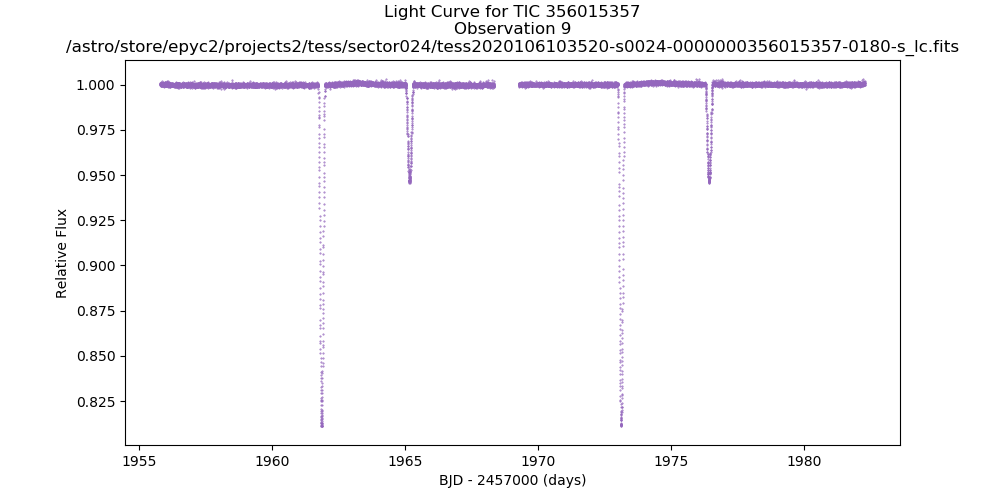 Light Curve for TIC 356015357
Observation 9
/astro/store/epyc2/projects2/tess/sector024/tess2020106103520-s0024-0000000356015357-0180-s_lc.fits
1.000
0.975
0.950
0.925
0.900
0.875
0.850
0.825
Relative Flux
1955 1960 1965 1970 1975 1980
BJD - 2457000 (days)